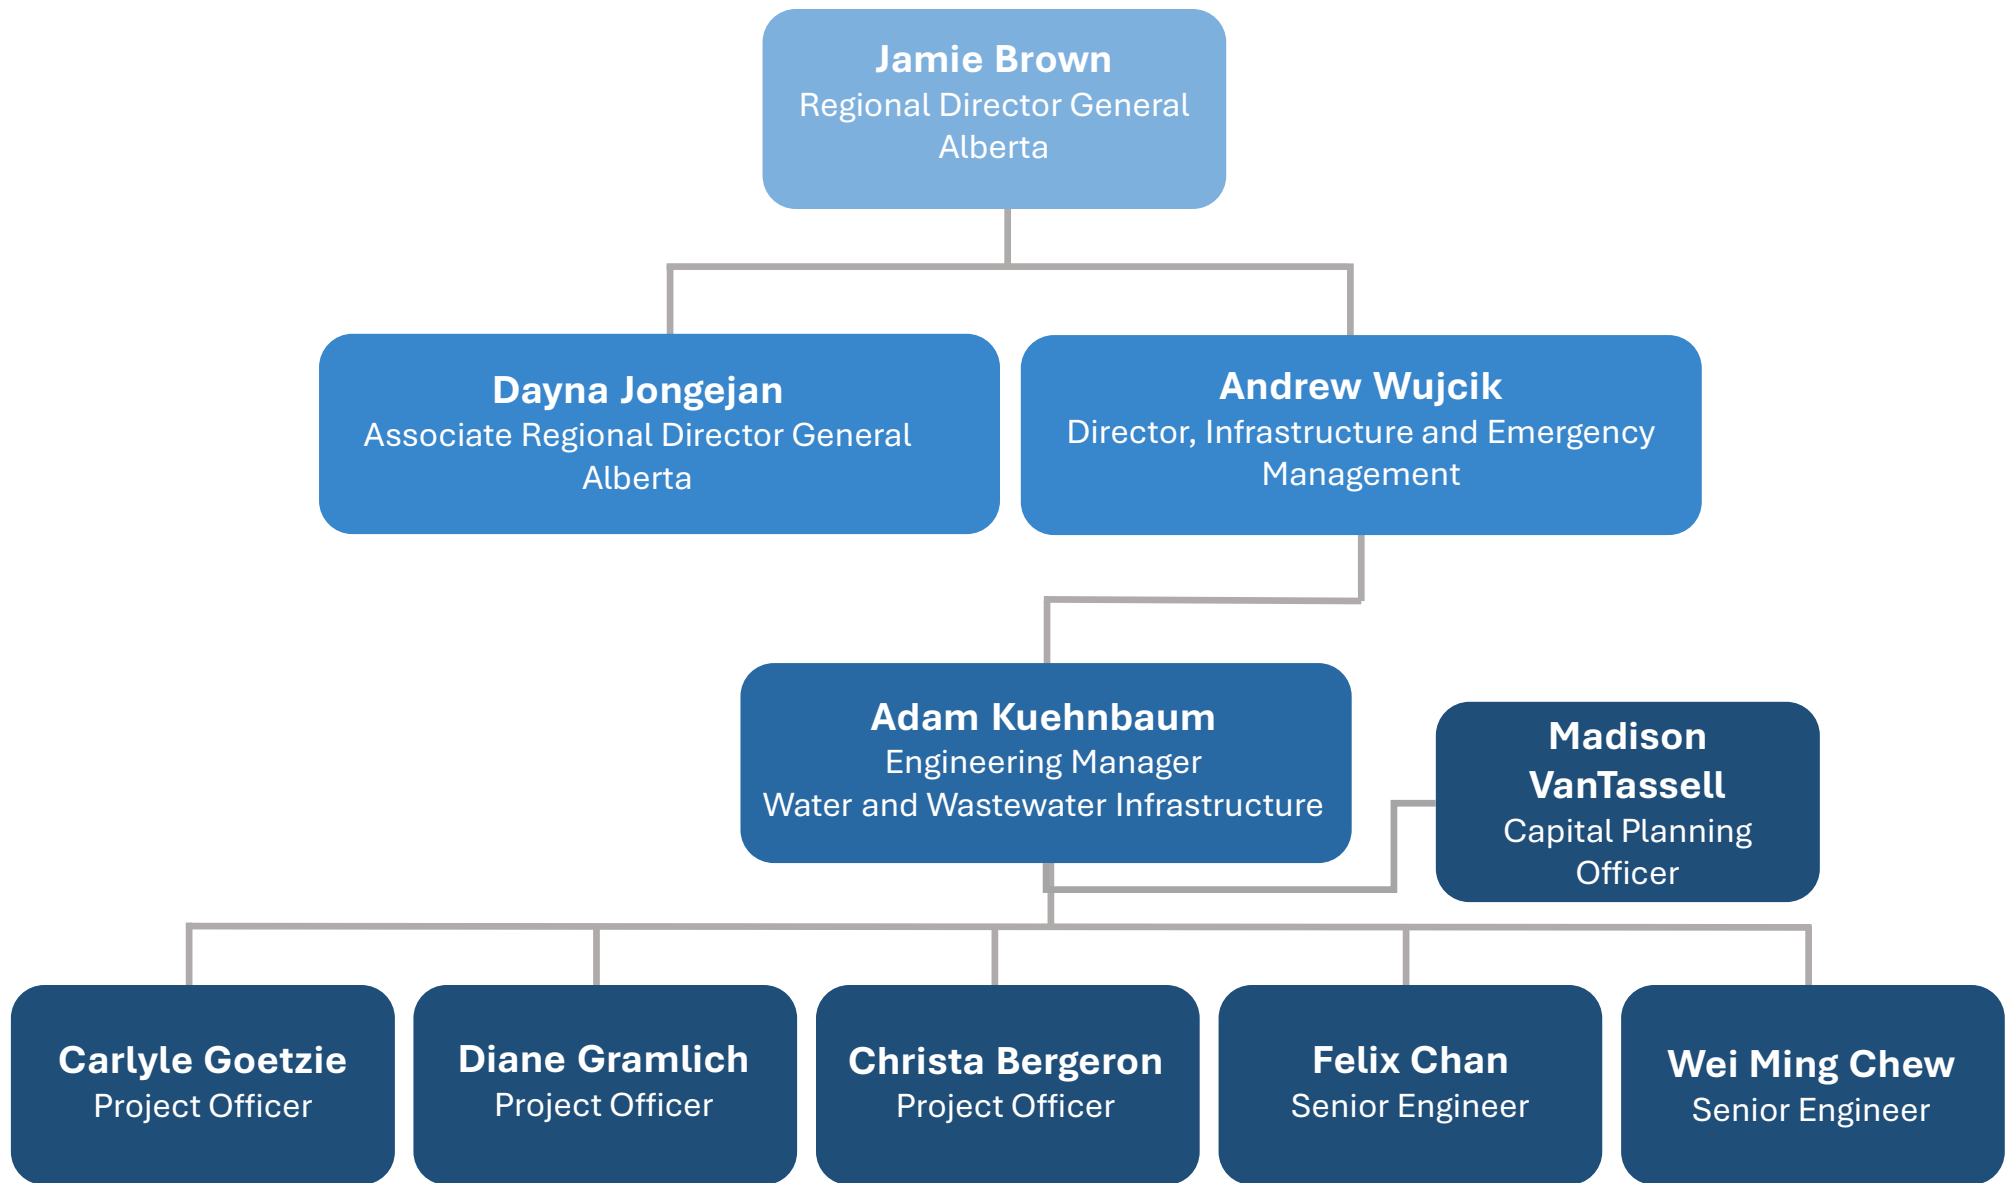 Jamie Brown
Regional Director General
Alberta
Dayna Jongejan
Associate Regional Director General
Alberta
Andrew Wujcik
Director, Infrastructure and Emergency
Management
Adam Kuehnbaum
Engineering Manager
Water and Wastewater Infrastructure
Madison
VanTassell
Capital Planning
Officer
Carlyle Goetzie
Project Officer
Diane Gramlich
Project Officer
Christa Bergeron
Project Officer
Felix Chan
Senior Engineer
Wei Ming Chew
Senior Engineer